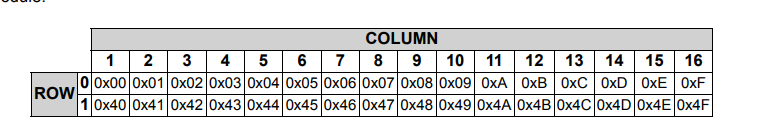 COLUMN
1 2 3 4 5 6 7 8 9 10 11 12 13 14 15 16
ROW 0 0x00 0x01 0x02 0x03 0x04 0x05 0x06 0x07 0x08 0x09 0xA 0xB 0xC 0xD 0xE 0xF
1 0x40 0x41 0x42 0x43 0x44 0x45 0x46 0x47 0x48 0x49 0x4A 0x4B 0x4C 0x4D 0x4E 0x4F